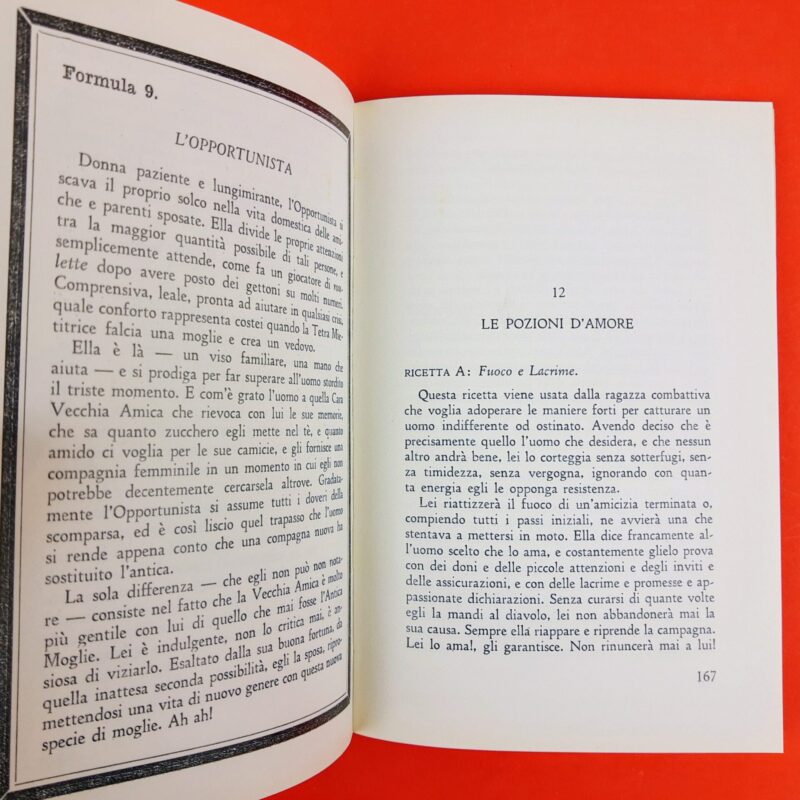 Formula 9.
L'OPPORTUNISTA
Donna paziente e lungimirante, l'Opportunista si
scava il proprio solco nella vita domestica delle ami-
che e parenti sposate. Ella divide le proprie attenzioni
tra la maggior quantità possibile di tali persone, e
semplicemente attende, come fa un giocatore di rou-
lette dopo avere posto dei gettoni su molti numeri.
Comprensiva, leale, pronta ad aiutare in qualsiasi crisi,
quale conforto rappresenta costei quando la Tetra Mie-
titrice falcia una moglie e crea un vedovo.
Ella è là — un viso familiare, una mano che
aiuta — e si prodiga per far superare all'uomo stordito
il triste momento. E com'è grato l'uomo a quella Cara
Vecchia Amica che rievoca con lui le sue memorie,
che sa quanto zucchero egli mette nel tè, e quanto
amido ci voglia per le sue camicie, e gli fornisce una
compagnia femminile in un momento in cui egli non
potrebbe decentemente cercarsela altrove. Gradata-
mente l'Opportunista si assume tutti i doveri della
scomparsa, ed è così liscio quel trapasso che l'uomo
si rende appena conto che una compagna nuova ha
sostituito l'antica.
La sola differenza — che egli non può non nota-
re — consiste nel fatto che la Vecchia Amica è molto
più gentile con lui di quello che mai fosse l'Antica
Moglie. Lei è indulgente, non lo critica mai, è an-
siosa di viziarlo. Esaltato dalla sua buona fortuna, da
quella inattesa seconda possibilità, egli la sposa, ripro-
mettendosi una vita di nuovo genere con questa nuova
specie di moglie. Ah ah!
12
LE POZIONI D'AMORE
RICETTA A: Fuoco e Lacrime.
Questa ricetta viene usata dalla ragazza combattiva
che voglia adoperare le maniere forti per catturare un
uomo indifferente od ostinato. Avendo deciso che è
precisamente quello l'uomo che desidera, e che nessun
altro andrà bene, lei lo corteggia senza sotterfugi, sen-
za timidezza, senza vergogna, ignorando con quan-
ta energia egli le opponga resistenza.
Lei riattizzerà il fuoco di un'amicizia terminata o,
compiendo tutti i passi iniziali, ne avvierà una che
stentava a mettersi in moto. Ella dice francamente al-
l'uomo scelto che lo ama, e costantemente glielo prova
con dei doni e delle piccole attenzioni e degli inviti e
delle assicurazioni, e con delle lacrime e promesse e ap-
passionate dichiarazioni. Senza curarsi di quante volte
egli la mandi al diavolo, lei non abbandonerà mai la
sua causa. Sempre ella riappare e riprende la campagna.
Lei lo ama!, gli garantisce. Non rinuncerà mai a lui!
167